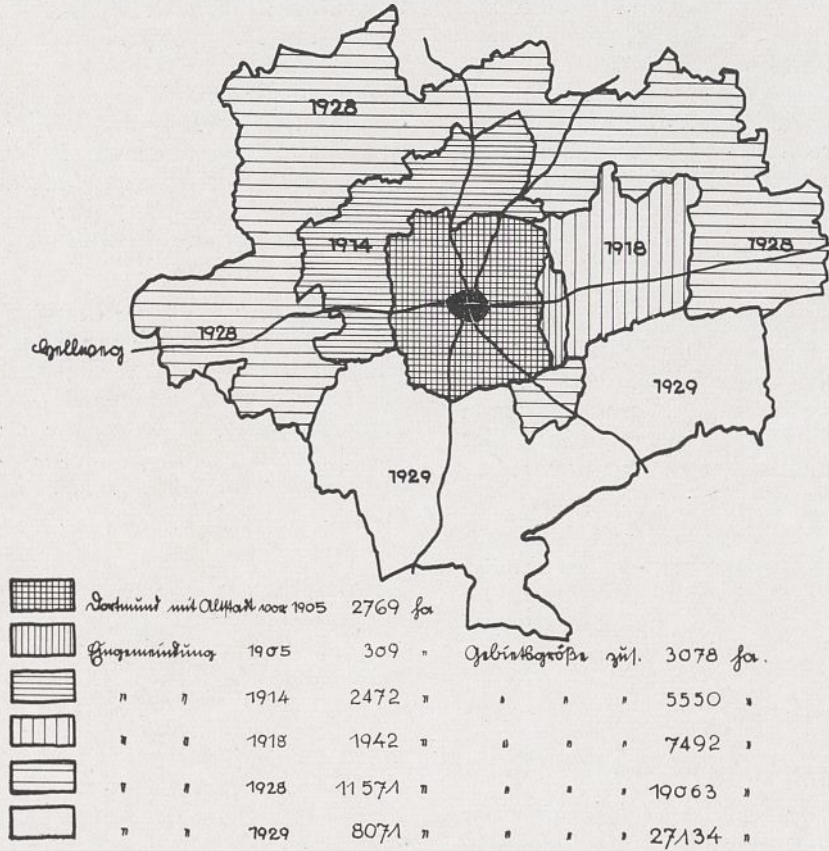 1928
1914
1918
1928
1928
Hellweg
1929
1929
Dortmund mit Altstadt vor 1905 2769 ha
Eingemeindung 1905 309 " Gebietsgröße zus. 3078 ha.
" " 1914 2472 " " " " 5550 "
" " 1918 1942 " " " " 7492 "
" " 1928 11571 " " " " 19063 "
" " 1929 8071 " " " " 27134 "